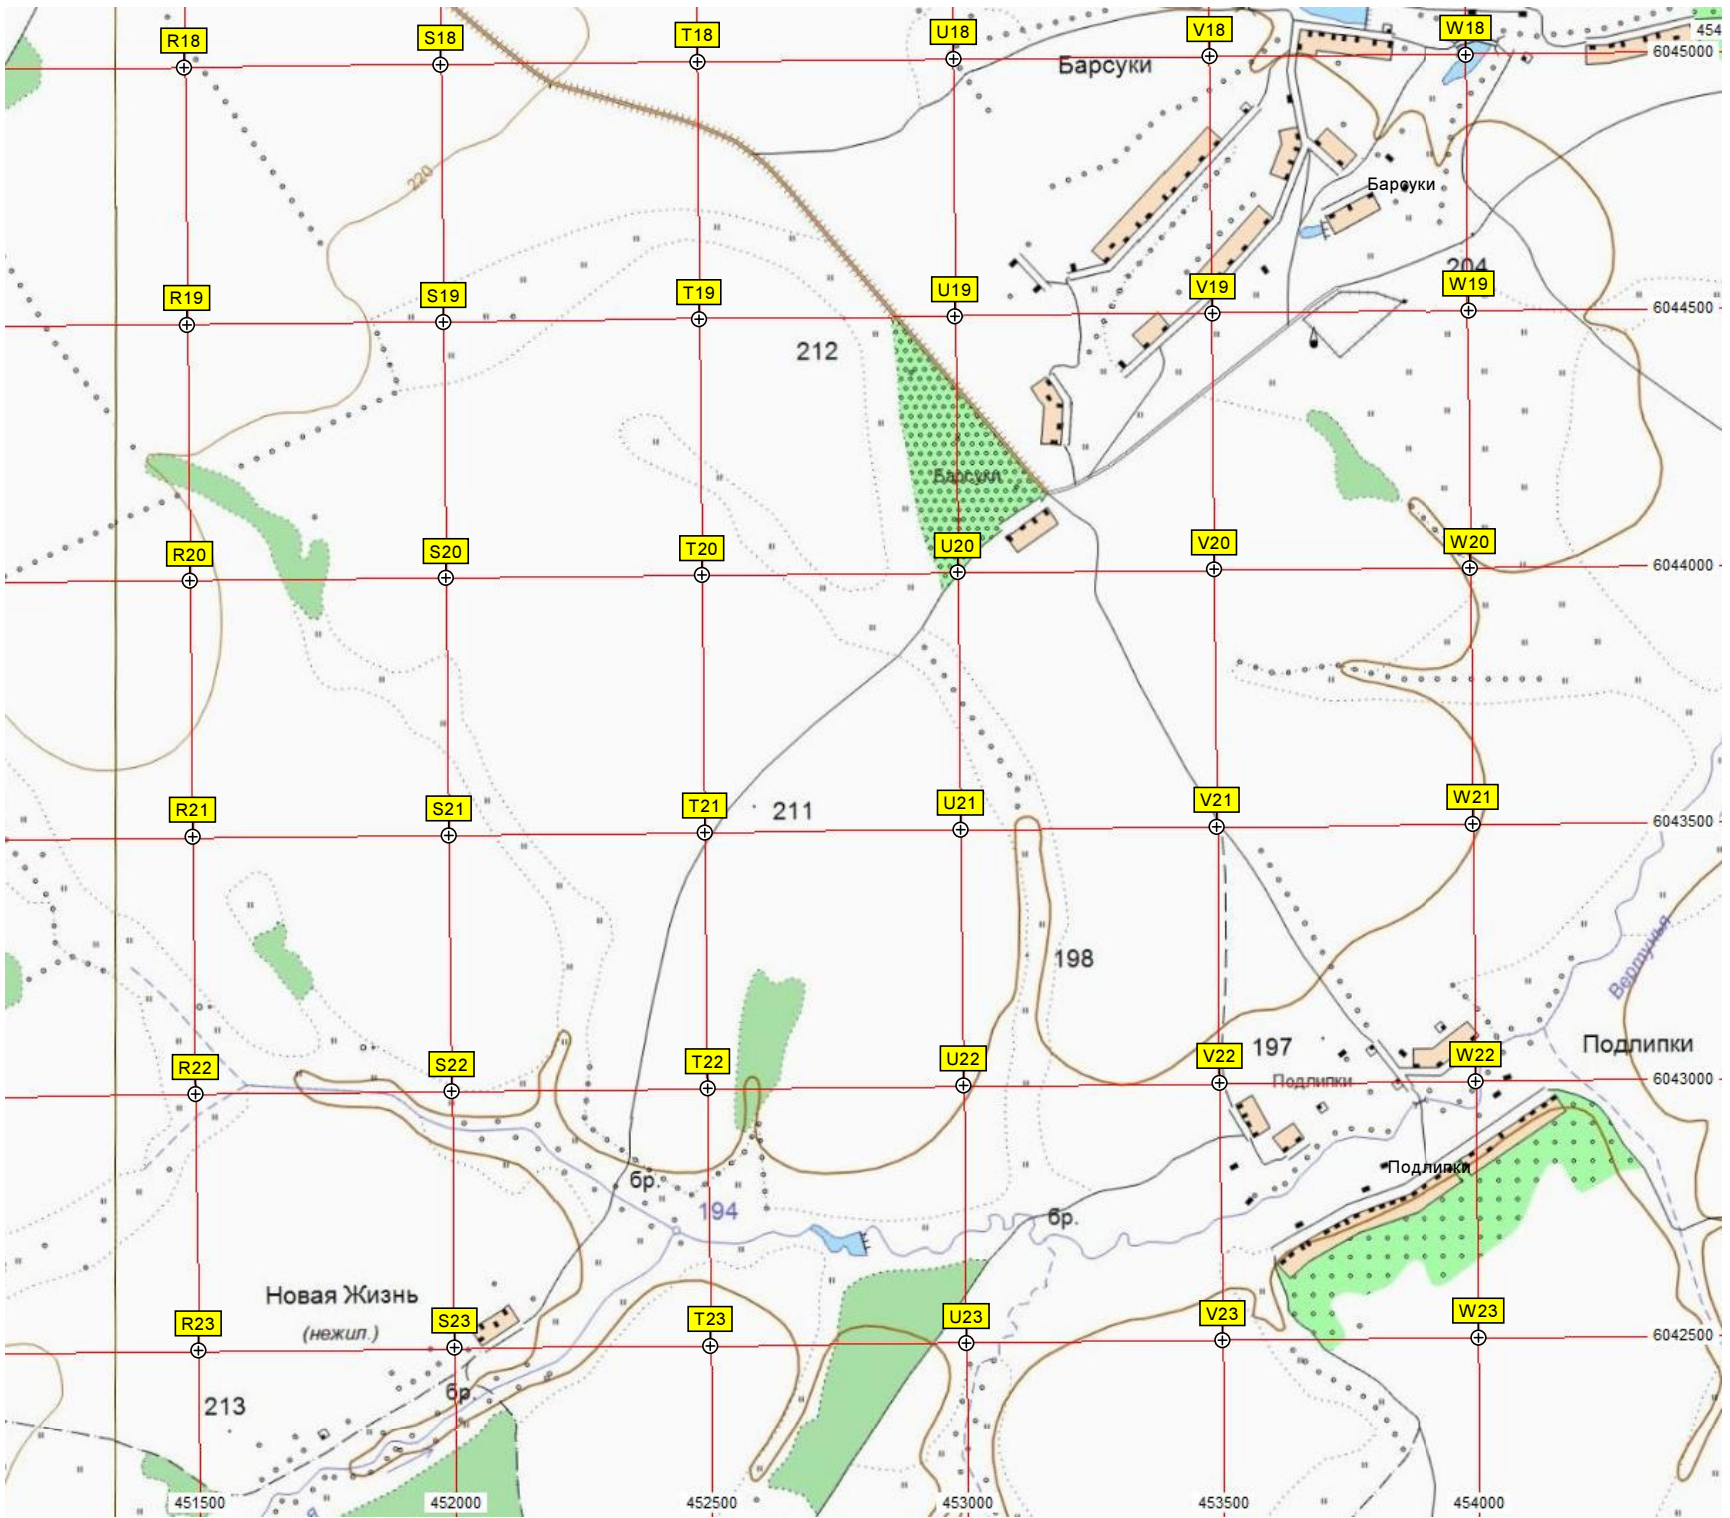 R18 S18 T18 U18 V18 W18
454
6045000
Барсуки
220
Барсуки
204
R19 S19 T19 U19 V19 W19
6044500
212
Барсуки
R20 S20 T20 U20 V20 W20
6044000
R21 S21 T21 U21 V21 W21
211
6043500
198
Вертунья
197
Подлипки
R22 S22 T22 U22 V22 W22
6043000
Подлипки
Подлипки
бр.
194
бр.
Новая Жизнь
(нежил.)
R23 S23 T23 U23 V23 W23
6042500
бр.
213
451500 452000 452500 453000 453500 454000